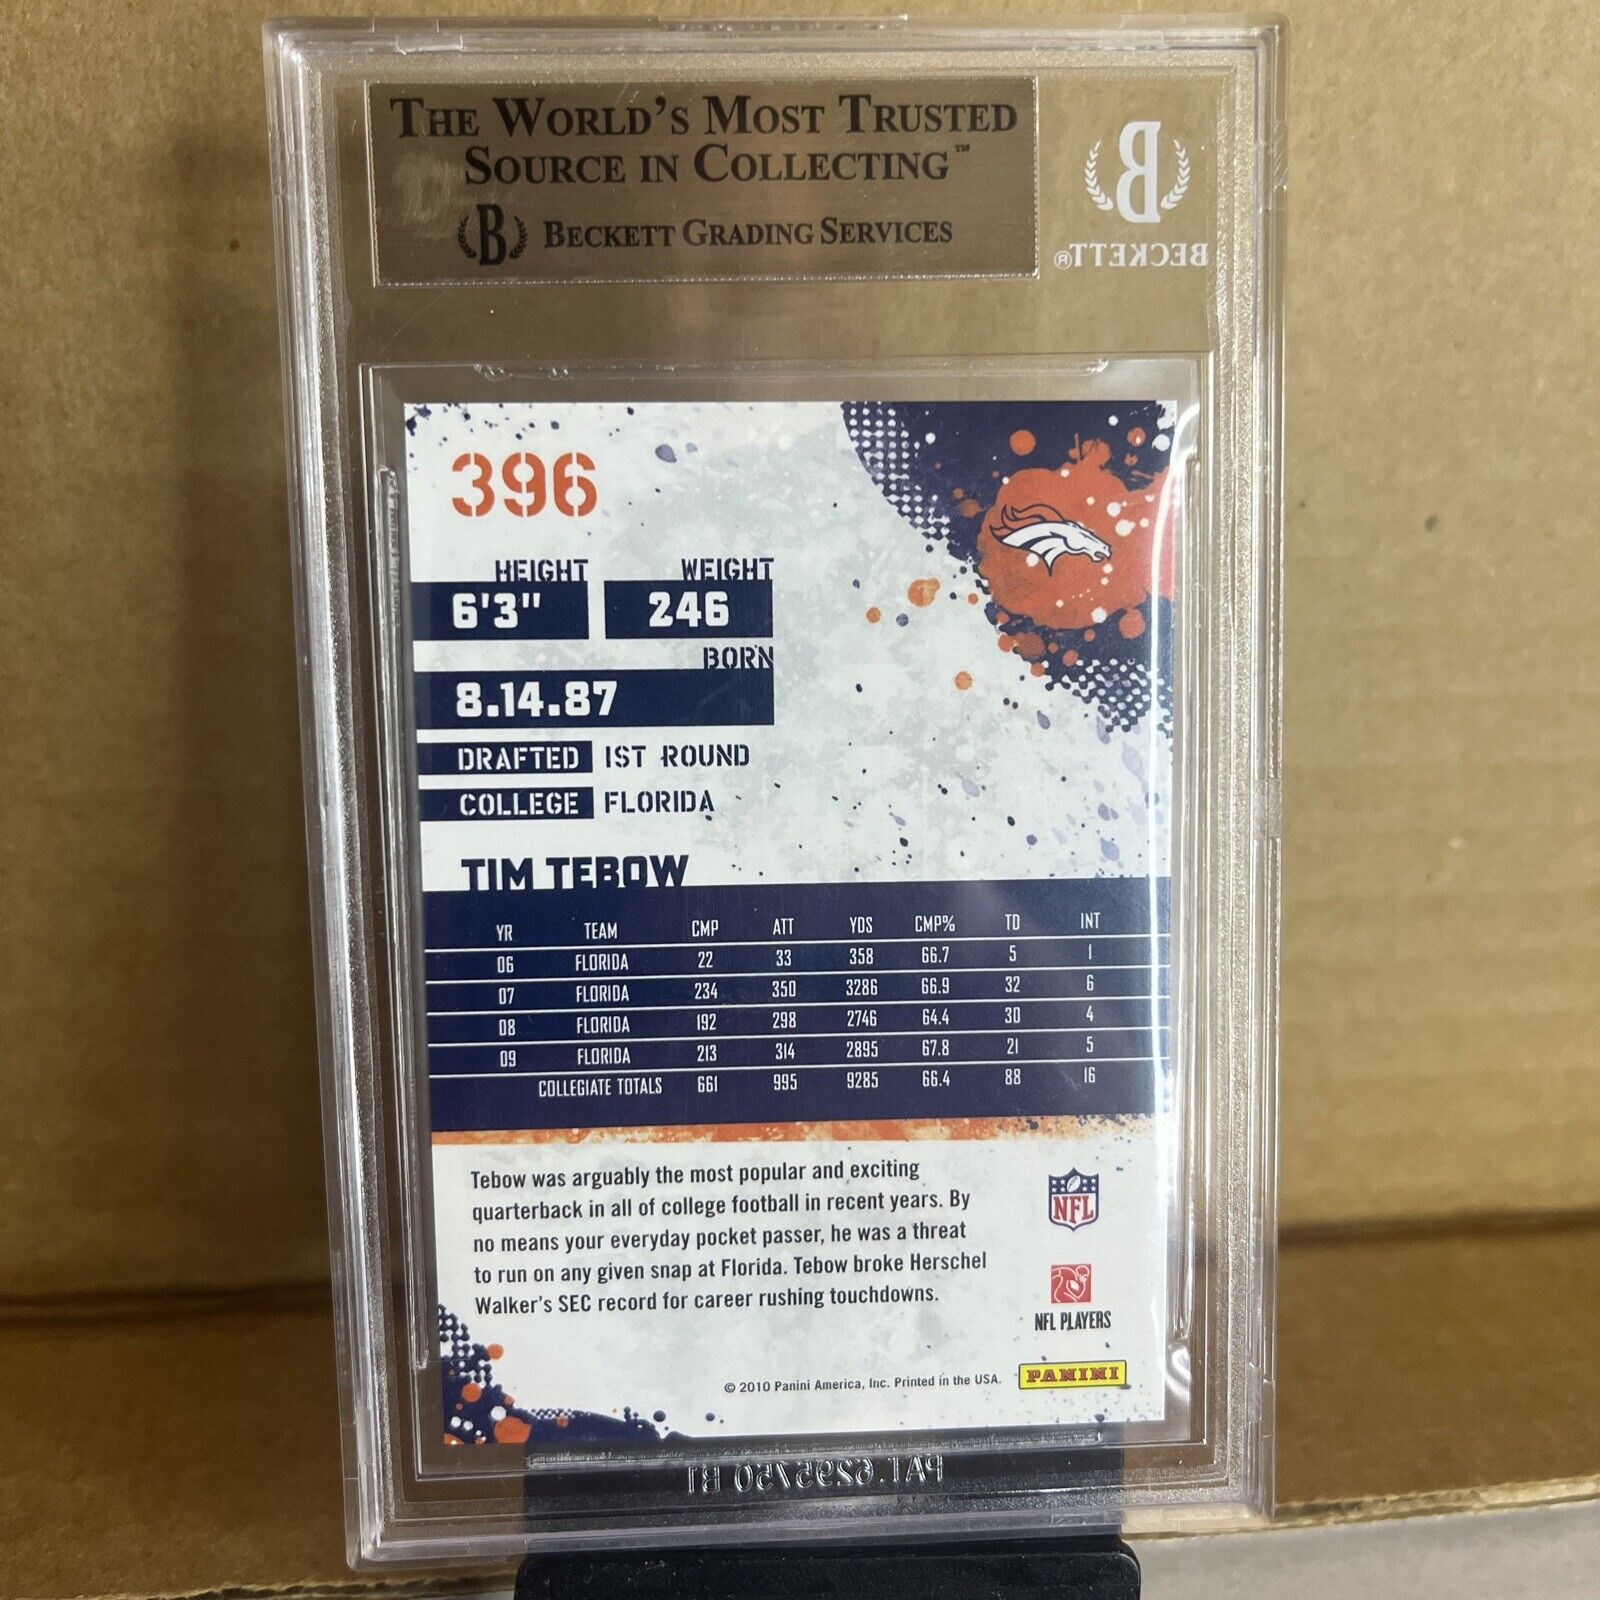 THE WORLD'S MOST TRUSTED
SOURCE IN COLLECTING™
B BECKETT GRADING SERVICES
B
BECKETT®
396
HEIGHT WEIGHT
6'3" 246
BORN
8.14.87
DRAFTED 1ST ROUND
COLLEGE FLORIDA
TIM TEBOW
YR TEAM CMP ATT YDS CMP% TD INT
06 FLORIDA 22 33 358 66.7 5 1
07 FLORIDA 234 350 3286 66.9 32 6
08 FLORIDA 192 298 2746 64.4 30 4
09 FLORIDA 213 314 2895 67.8 21 5
COLLEGIATE TOTALS 661 995 9285 66.4 88 16
Tebow was arguably the most popular and exciting
quarterback in all of college football in recent years. By
no means your everyday pocket passer, he was a threat
to run on any given snap at Florida. Tebow broke Herschel
Walker's SEC record for career rushing touchdowns.
NFL
NFL PLAYERS
© 2010 Panini America, Inc. Printed in the USA.
PANINI
PAT. 6295750 B1